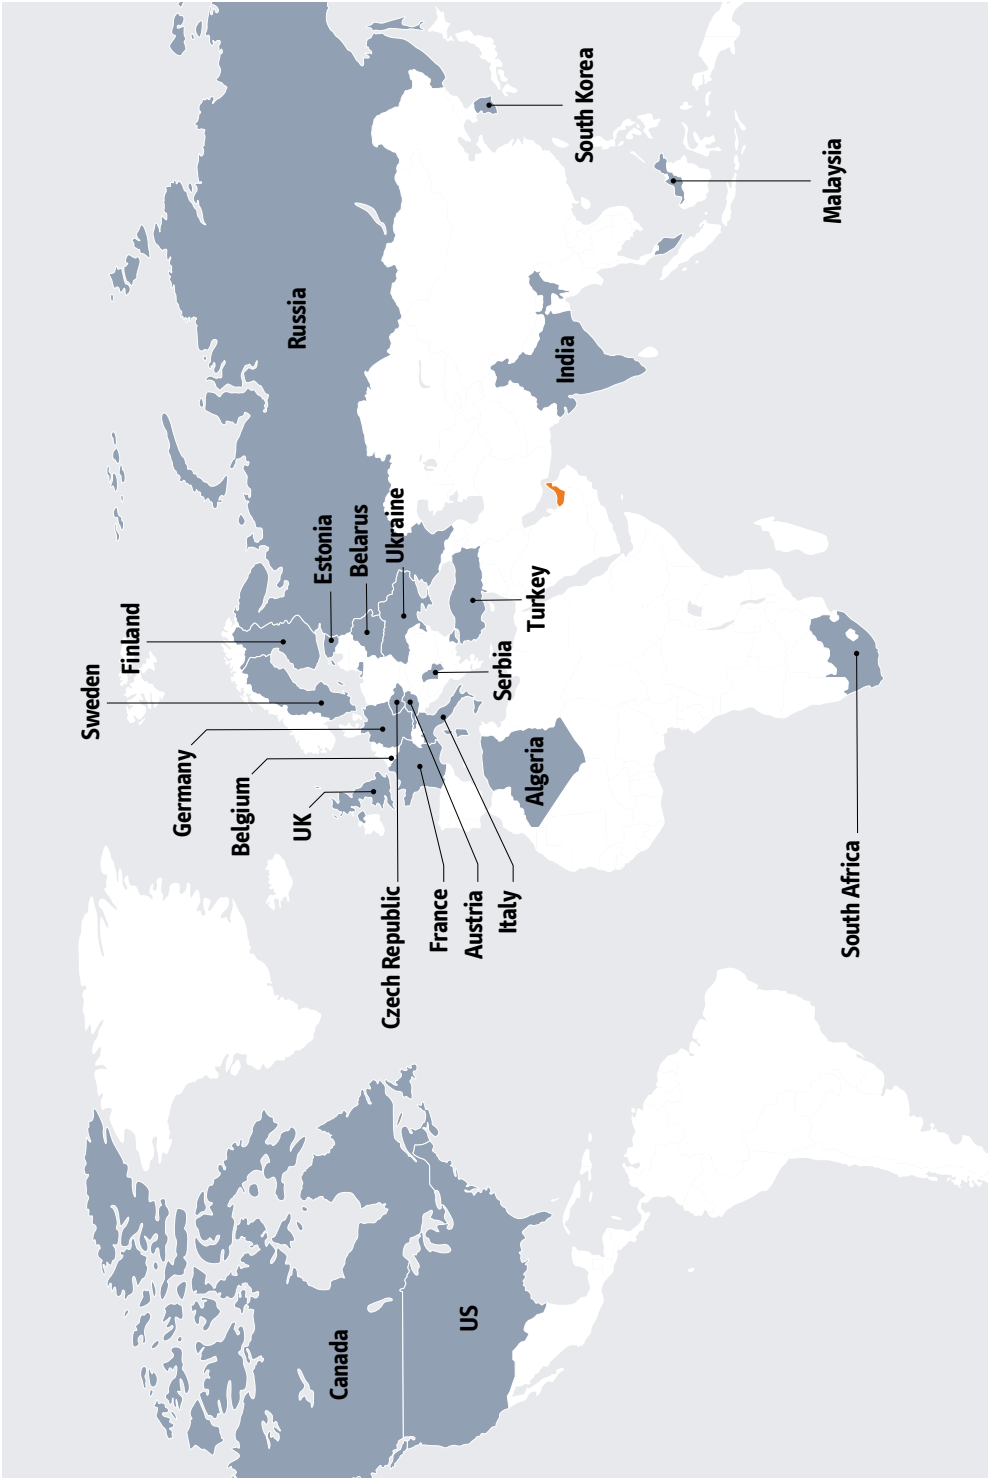 Sweden
Finland
Germany
Belgium
UK
Estonia
Belarus
Ukraine
Russia
Czech Republic
France
Austria
Italy
Serbia
Turkey
Canada
US
Algeria
India
South Korea
Malaysia
South Africa